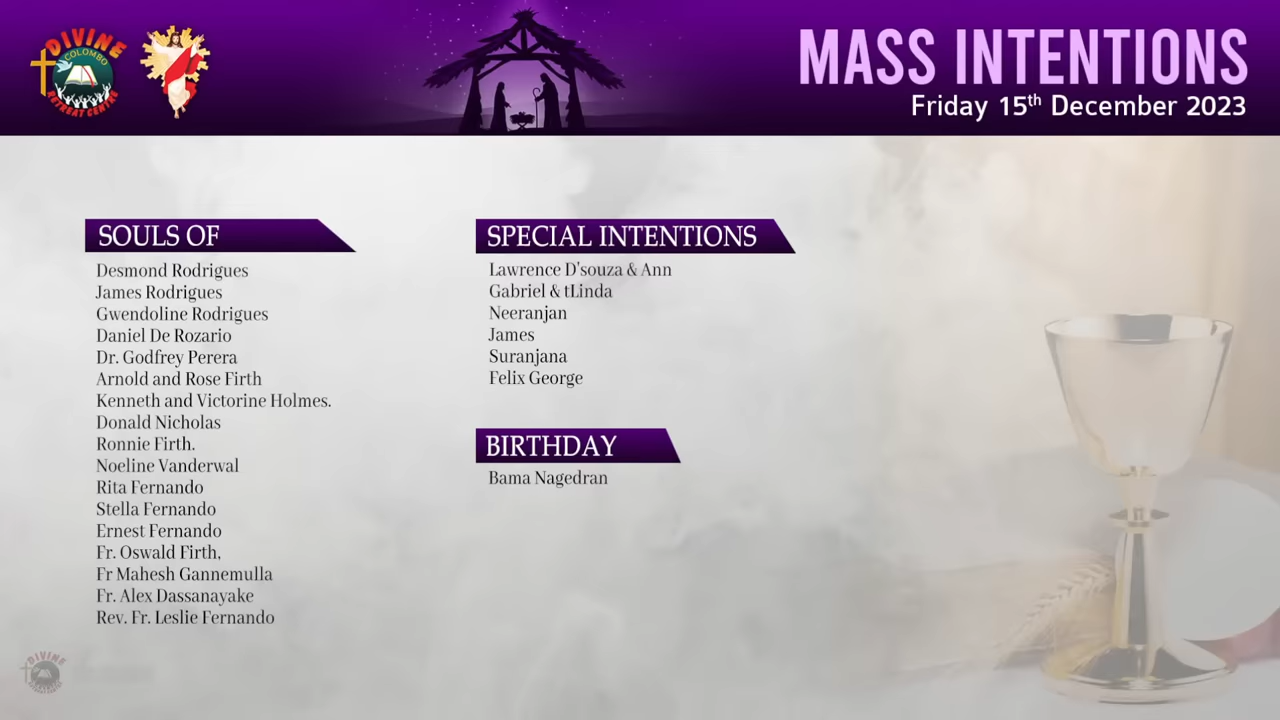 DIVINE
COLOMBO
RETREAT CENTRE
MASS INTENTIONS
Friday 15th December 2023
SOULS OF
Desmond Rodrigues
James Rodrigues
Gwendoline Rodrigues
Daniel De Rozario
Dr. Godfrey Perera
Arnold and Rose Firth
Kenneth and Victorine Holmes.
Donald Nicholas
Ronnie Firth.
Noeline Vanderwal
Rita Fernando
Stella Fernando
Ernest Fernando
Fr. Oswald Firth,
Fr Mahesh Gannemulla
Fr. Alex Dassanayake
Rev. Fr. Leslie Fernando
SPECIAL INTENTIONS
Lawrence D'souza & Ann
Gabriel & tLinda
Neeranjan
James
Suranjana
Felix George
BIRTHDAY
Bama Nagedran
DIVINE